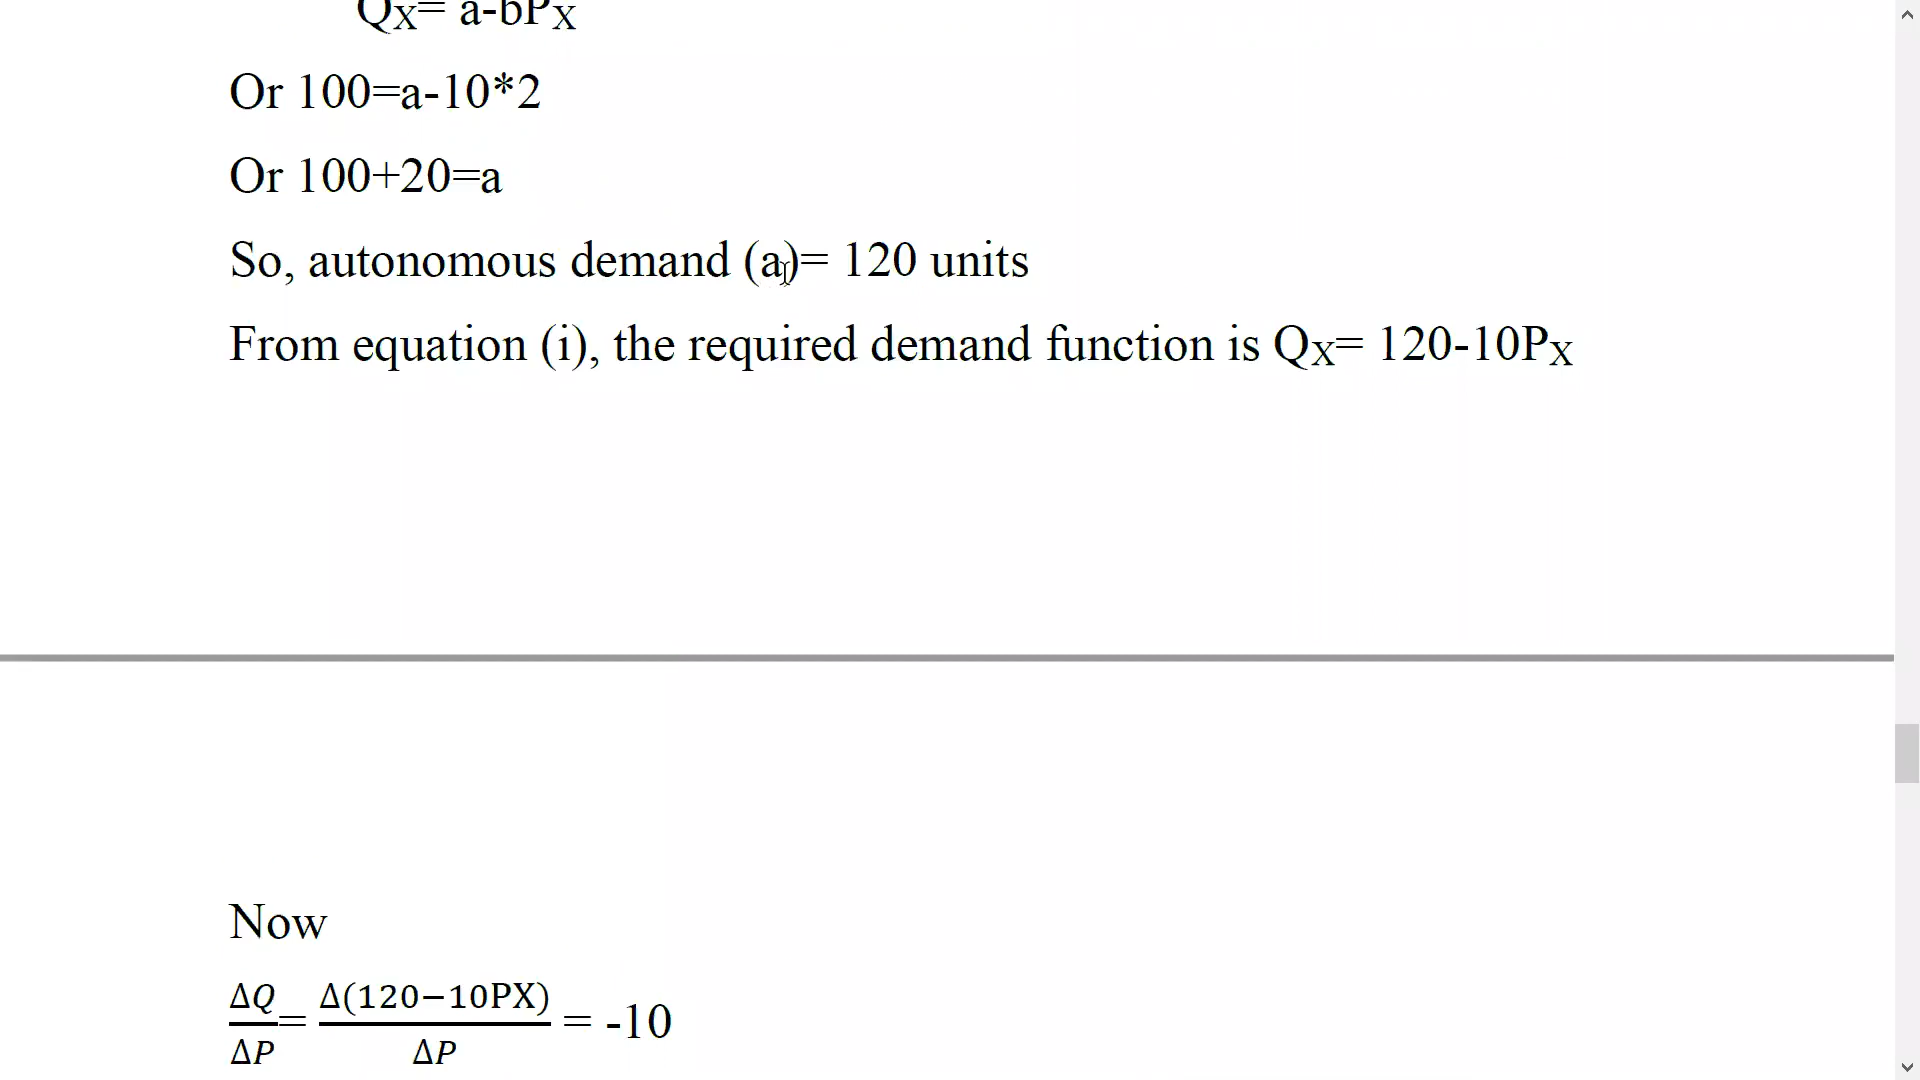 QX= a-bPX
Or 100=a-10*2
Or 100+20=a
So, autonomous demand (a)= 120 units
From equation (i), the required demand function is QX= 120-10PX
Now
ΔQ/ΔP= Δ(120−10PX)/ΔP = -10